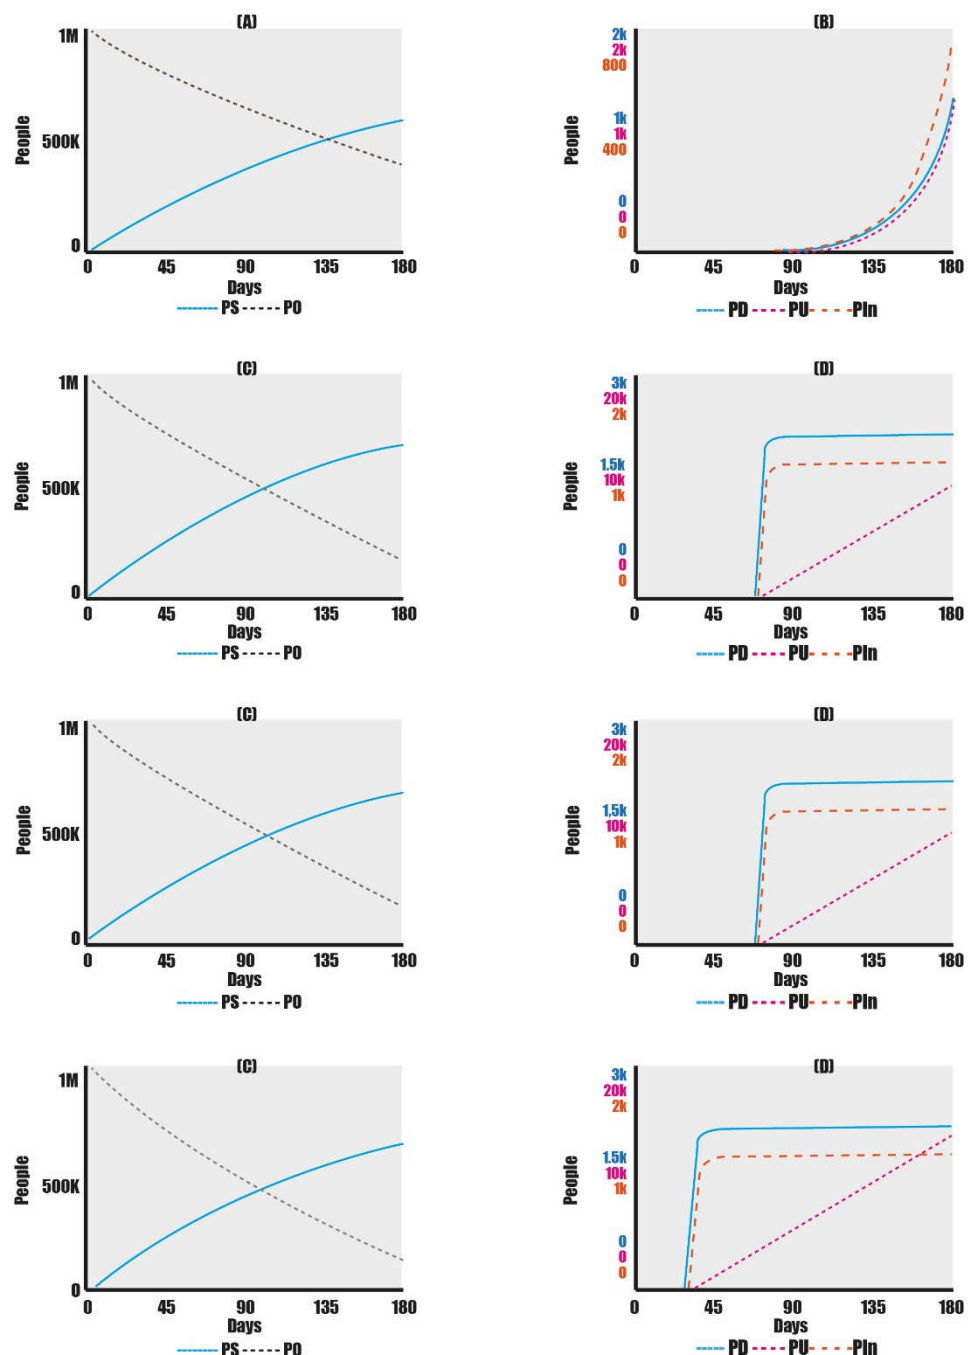 (A)
1M
500K
0
People
0 45 90 135 180
Days
PS PO
(B)
2k
2k
800
1k
1k
400
0
0
0
People
0 45 90 135 180
Days
PD PU PIn
(C)
1M
500K
0
People
0 45 90 135 180
Days
PS PO
(D)
3k
20k
2k
1.5k
10k
1k
0
0
0
People
0 45 90 135 180
Days
PD PU PIn
(C)
1M
500K
0
People
0 45 90 135 180
Days
PS PO
(D)
3k
20k
2k
1,5k
10k
1k
0
0
0
People
0 45 90 135 180
Days
PD PU PIn
(C)
1M
500K
0
People
0 45 90 135 180
Days
PS PO
(D)
3k
20k
2k
1.5k
10k
1k
0
0
0
People
0 45 90 135 180
Days
PD PU PIn